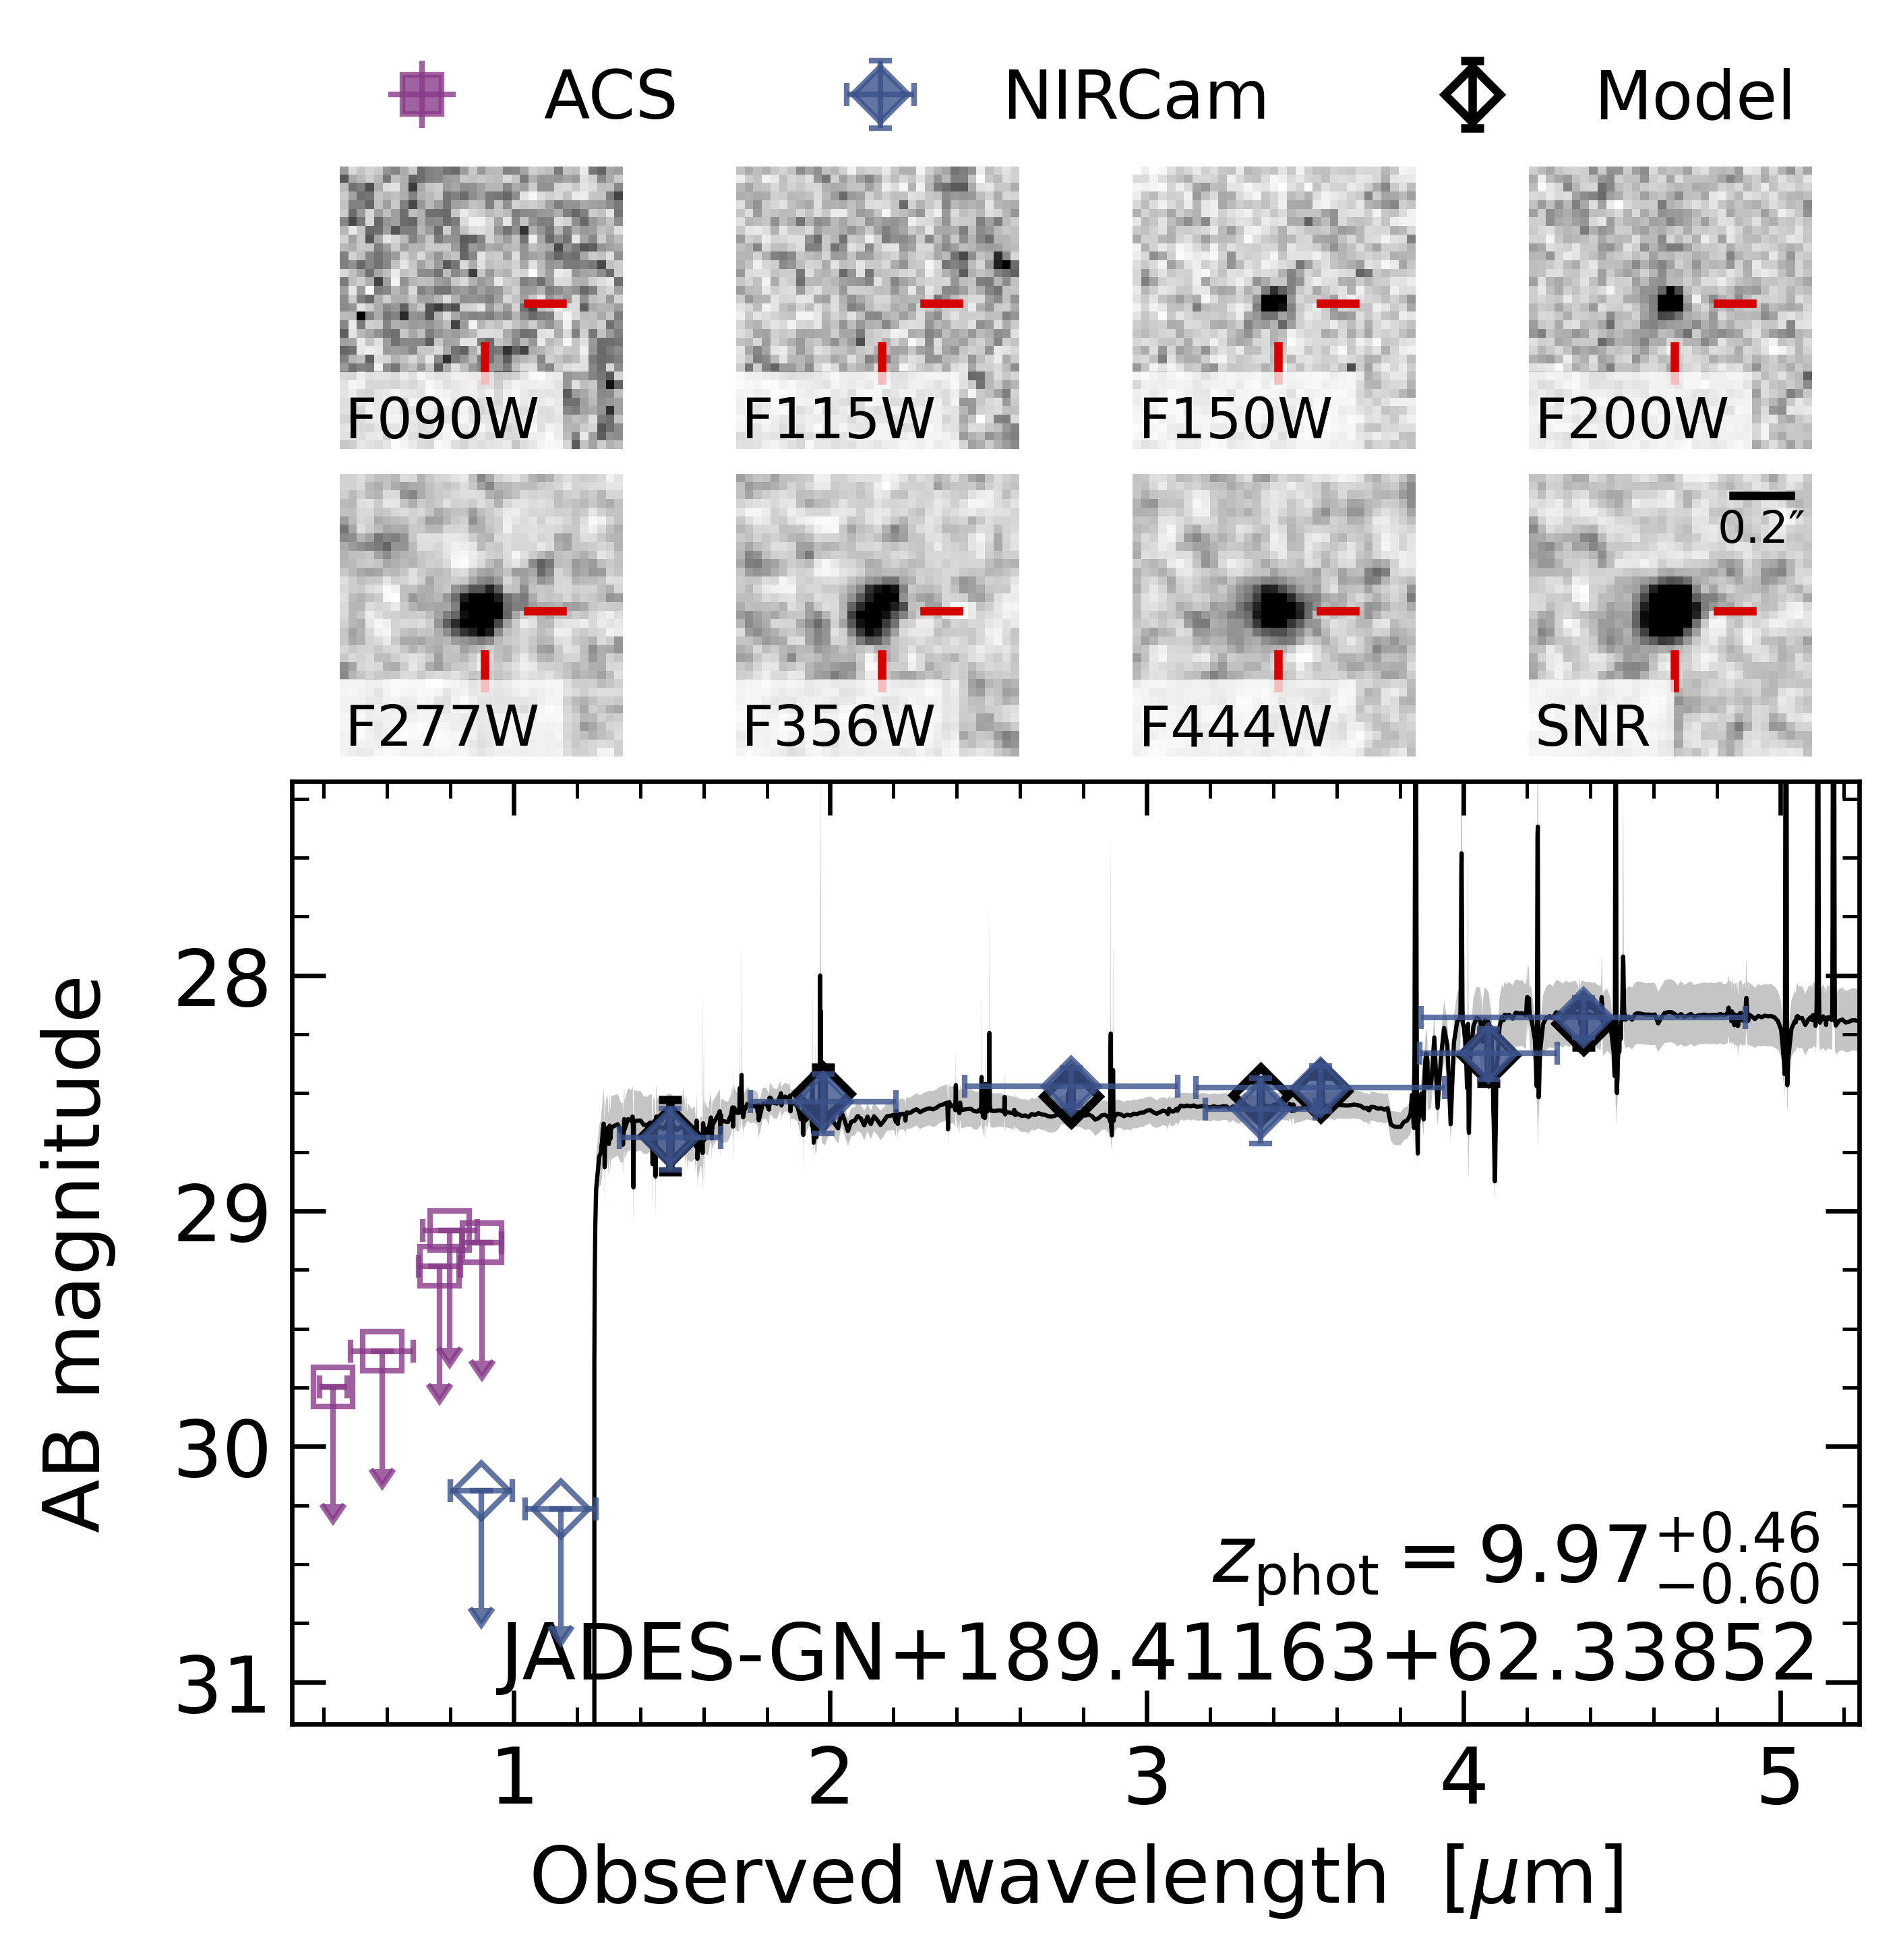 ACS NIRCam Model
F090W F115W F150W F200W
0.2″
F277W F356W F444W SNR
28
29
30
31
AB magnitude
z_phot = 9.97 +0.46 −0.60
JADES-GN+189.41163+62.33852
1 2 3 4 5
Observed wavelength [μm]